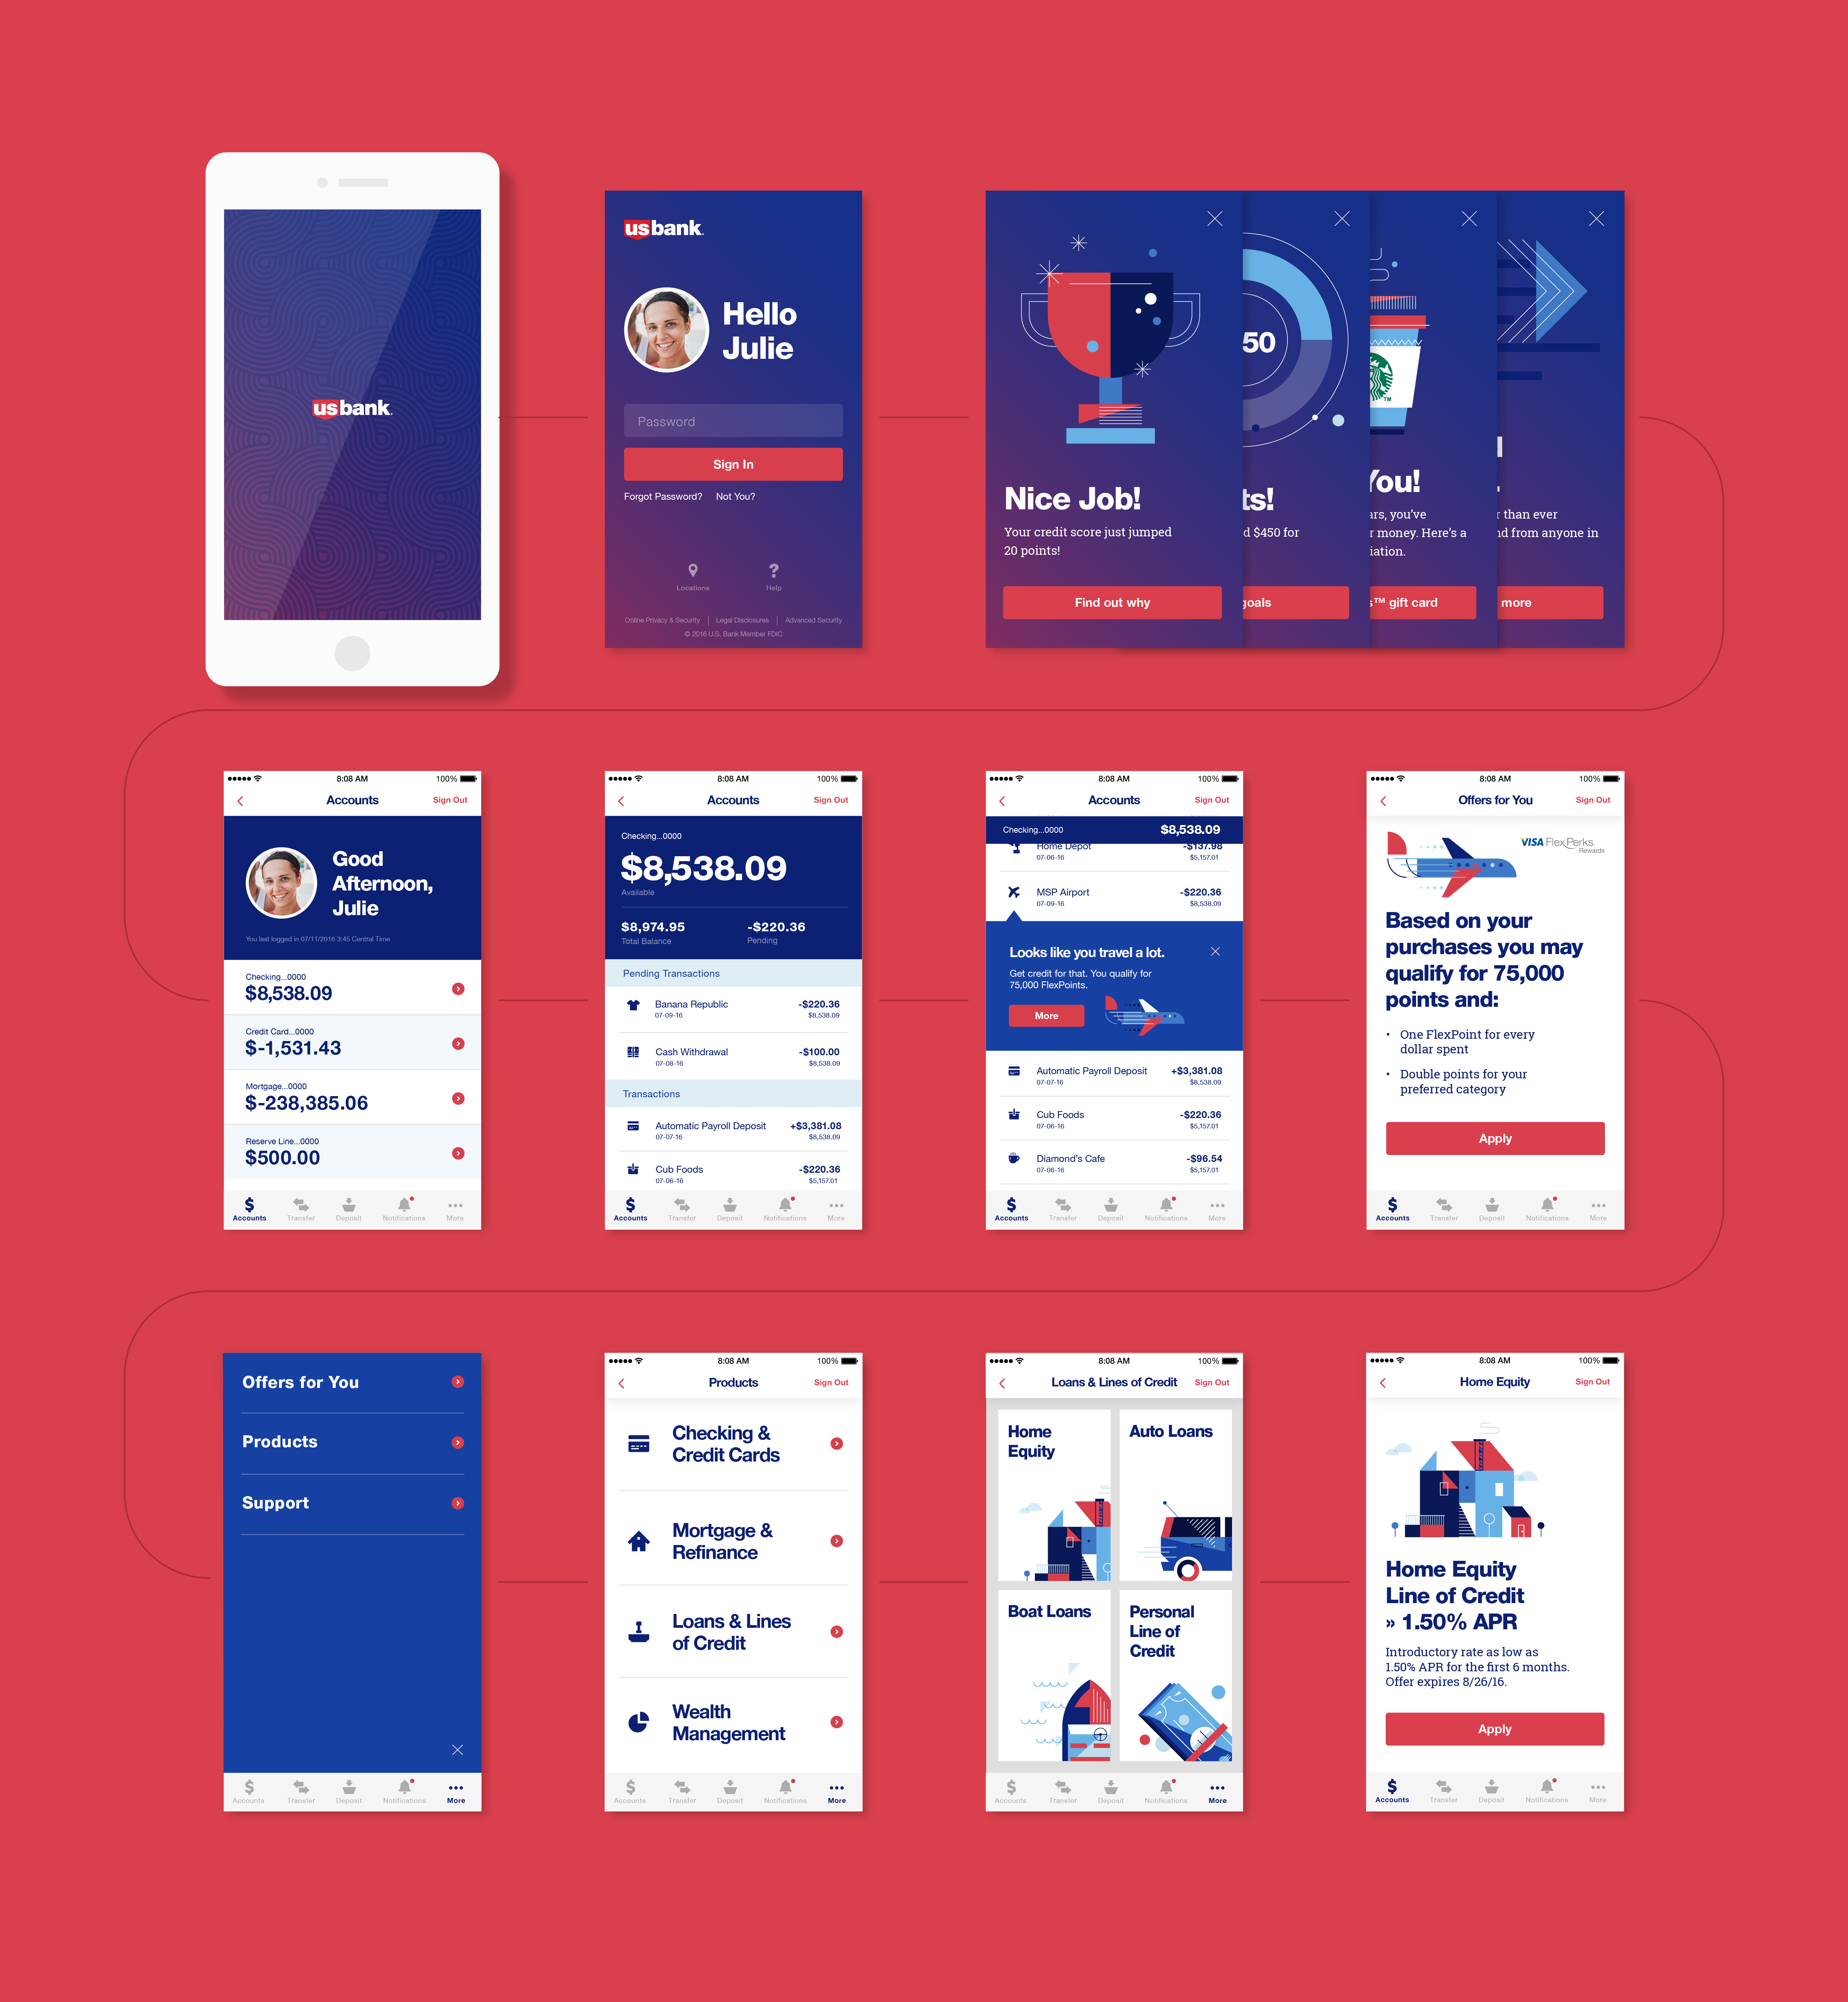 usbank.
usbank.
Hello
Julie
Password
Sign In
Forgot Password? Not You?
Locations Help
Online Privacy & Security | Legal Disclosures | Advanced Security
© 2016 U.S. Bank Member FDIC
Nice Job!
Your credit score just jumped
20 points!
Find out why
50
ts!
d $450 for
goals
TM
You!
ars, you've
r money. Here's a
iation.
s™ gift card
r than ever
nd from anyone in
more
8:08 AM 100%
Accounts Sign Out
Good
Afternoon,
Julie
You last logged in 07/11/2016 3:45 Central Time
Checking...0000
$8,538.09
Credit Card...0000
$-1,531.43
Mortgage...0000
$-238,385.06
Reserve Line...0000
$500.00
Accounts Transfer Deposit Notifications More
8:08 AM 100%
Accounts Sign Out
Checking...0000
$8,538.09
Available
$8,974.95 -$220.36
Total Balance Pending
Pending Transactions
Banana Republic -$220.36
07-09-16 $8,538.09
Cash Withdrawal -$100.00
07-08-16 $8,538.09
Transactions
Automatic Payroll Deposit +$3,381.08
07-07-16 $8,538.09
Cub Foods -$220.36
07-06-16 $5,157.01
Accounts Transfer Deposit Notifications More
8:08 AM 100%
Accounts Sign Out
Checking...0000 $8,538.09
Home Depot -$137.98
07-06-16 $5,157.01
MSP Airport -$220.36
07-09-16 $8,538.09
Looks like you travel a lot.
Get credit for that. You qualify for
75,000 FlexPoints.
More
Automatic Payroll Deposit +$3,381.08
07-07-16 $8,538.09
Cub Foods -$220.36
07-06-16 $5,157.01
Diamond's Cafe -$96.54
07-06-16 $5,157.01
Accounts Transfer Deposit Notifications More
8:08 AM 100%
Offers for You Sign Out
VISA FlexPerks.
Rewards
Based on your
purchases you may
qualify for 75,000
points and:
• One FlexPoint for every
dollar spent
• Double points for your
preferred category
Apply
Accounts Transfer Deposit Notifications More
Offers for You
Products
Support
Accounts Transfer Deposit Notifications More
8:08 AM 100%
Products Sign Out
Checking &
Credit Cards
Mortgage &
Refinance
Loans & Lines
of Credit
Wealth
Management
Accounts Transfer Deposit Notifications More
8:08 AM 100%
Loans & Lines of Credit Sign Out
Home
Equity
Auto Loans
Boat Loans
Personal
Line of
Credit
Accounts Transfer Deposit Notifications More
8:08 AM 100%
Home Equity Sign Out
Home Equity
Line of Credit
» 1.50% APR
Introductory rate as low as
1.50% APR for the first 6 months.
Offer expires 8/26/16.
Apply
Accounts Transfer Deposit Notifications More